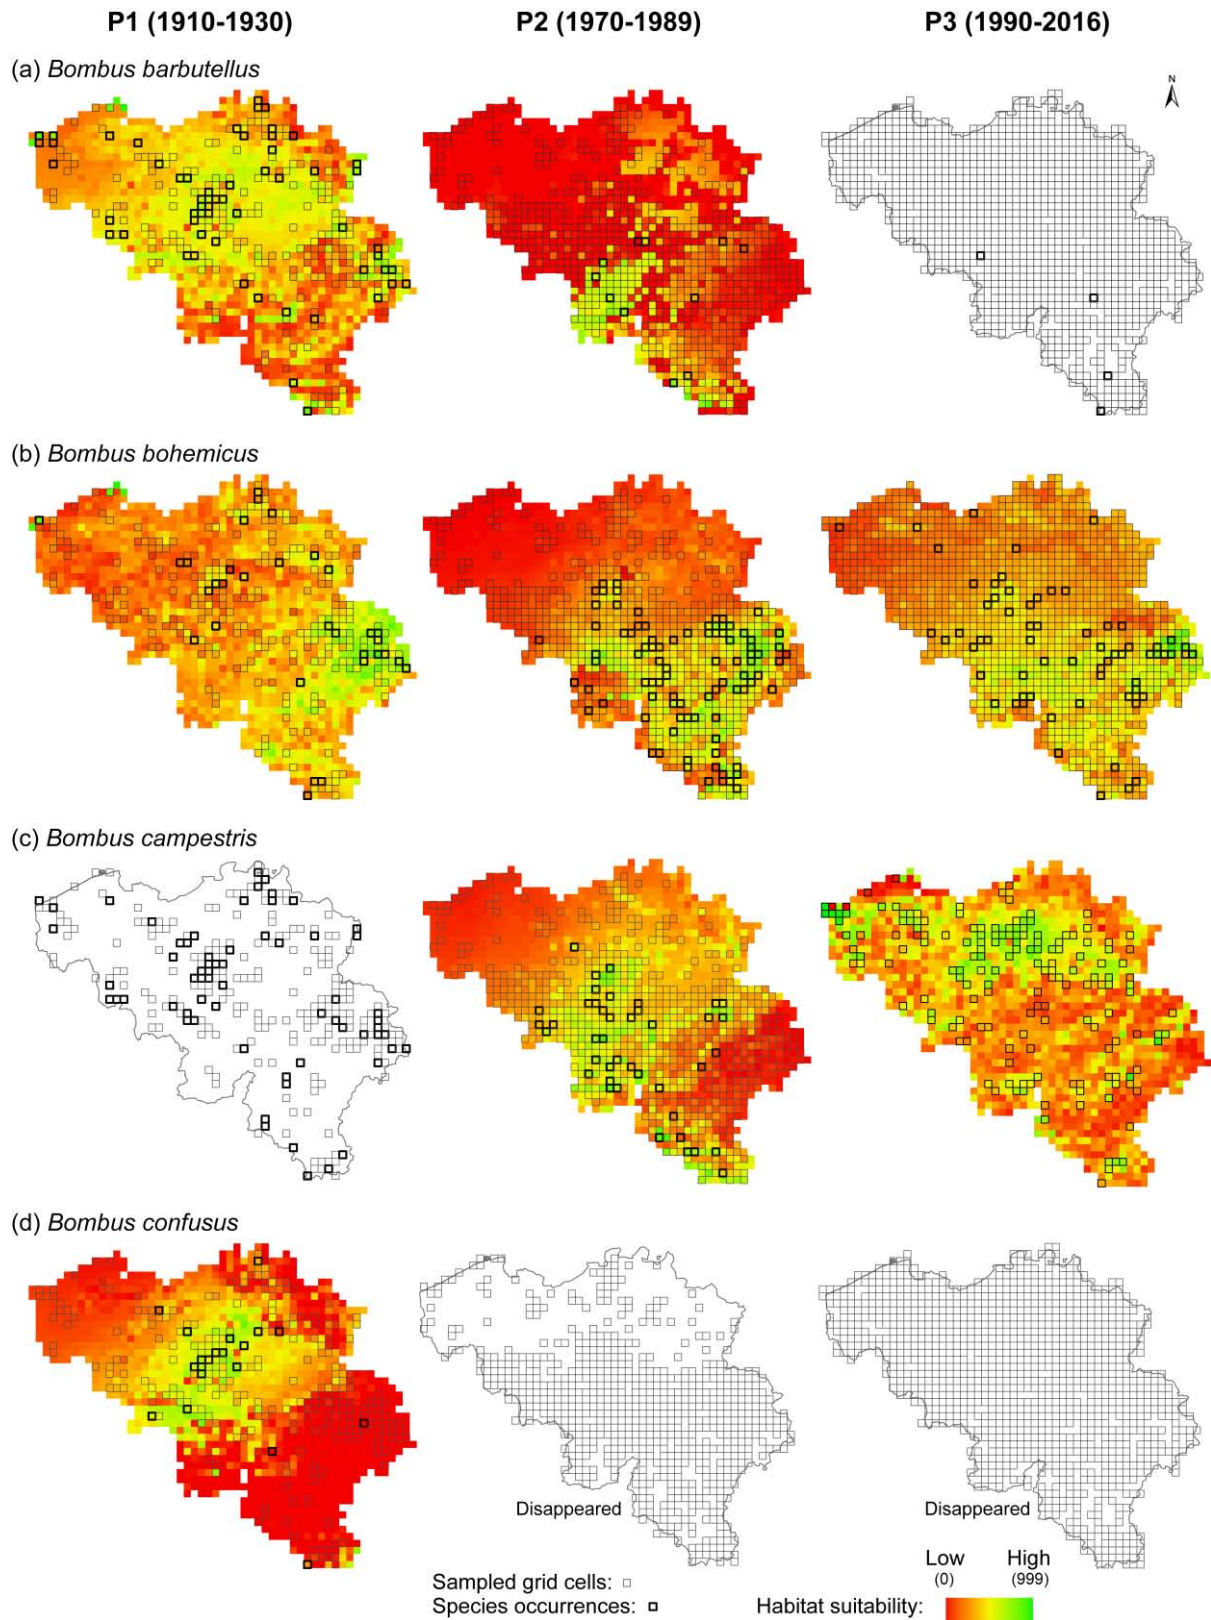 P1 (1910-1930) P2 (1970-1989) P3 (1990-2016)
(a) Bombus barbutellus
N
(b) Bombus bohemicus
(c) Bombus campestris
(d) Bombus confusus
Disappeared Disappeared
Sampled grid cells:
Species occurrences:
Low High
(0) (999)
Habitat suitability: